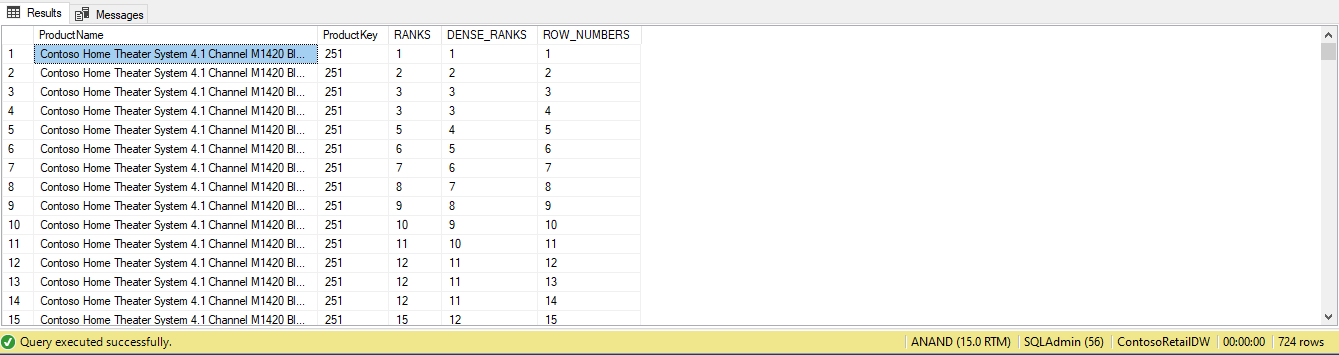 Results Messages
ProductName ProductKey RANKS DENSE_RANKS ROW_NUMBERS
1 Contoso Home Theater System 4.1 Channel M1420 Bl... 251 1 1 1
2 Contoso Home Theater System 4.1 Channel M1420 Bl... 251 2 2 2
3 Contoso Home Theater System 4.1 Channel M1420 Bl... 251 3 3 3
4 Contoso Home Theater System 4.1 Channel M1420 Bl... 251 3 3 4
5 Contoso Home Theater System 4.1 Channel M1420 Bl... 251 5 4 5
6 Contoso Home Theater System 4.1 Channel M1420 Bl... 251 6 5 6
7 Contoso Home Theater System 4.1 Channel M1420 Bl... 251 7 6 7
8 Contoso Home Theater System 4.1 Channel M1420 Bl... 251 8 7 8
9 Contoso Home Theater System 4.1 Channel M1420 Bl... 251 9 8 9
10 Contoso Home Theater System 4.1 Channel M1420 Bl... 251 10 9 10
11 Contoso Home Theater System 4.1 Channel M1420 Bl... 251 11 10 11
12 Contoso Home Theater System 4.1 Channel M1420 Bl... 251 12 11 12
13 Contoso Home Theater System 4.1 Channel M1420 Bl... 251 12 11 13
14 Contoso Home Theater System 4.1 Channel M1420 Bl... 251 12 11 14
15 Contoso Home Theater System 4.1 Channel M1420 Bl... 251 15 12 15
Query executed successfully. ANAND (15.0 RTM) SQLAdmin (56) ContosoRetailDW 00:00:00 724 rows